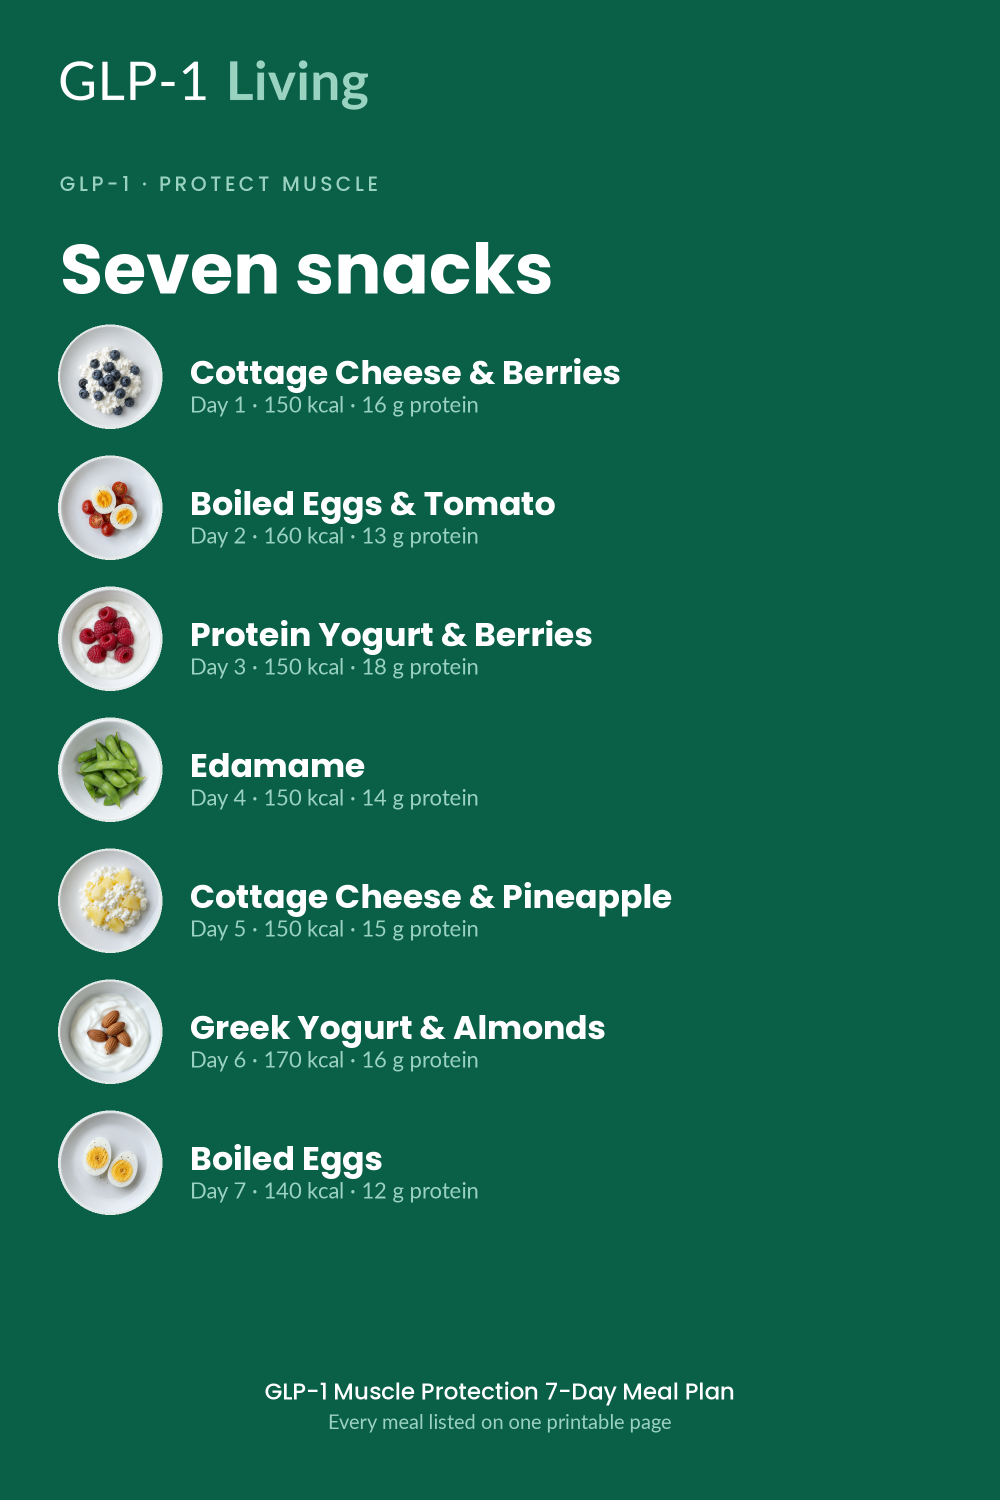 GLP-1 Living
GLP-1 · PROTECT MUSCLE
Seven snacks
Cottage Cheese & Berries
Day 1 · 150 kcal · 16 g protein
Boiled Eggs & Tomato
Day 2 · 160 kcal · 13 g protein
Protein Yogurt & Berries
Day 3 · 150 kcal · 18 g protein
Edamame
Day 4 · 150 kcal · 14 g protein
Cottage Cheese & Pineapple
Day 5 · 150 kcal · 15 g protein
Greek Yogurt & Almonds
Day 6 · 170 kcal · 16 g protein
Boiled Eggs
Day 7 · 140 kcal · 12 g protein
GLP-1 Muscle Protection 7-Day Meal Plan
Every meal listed on one printable page